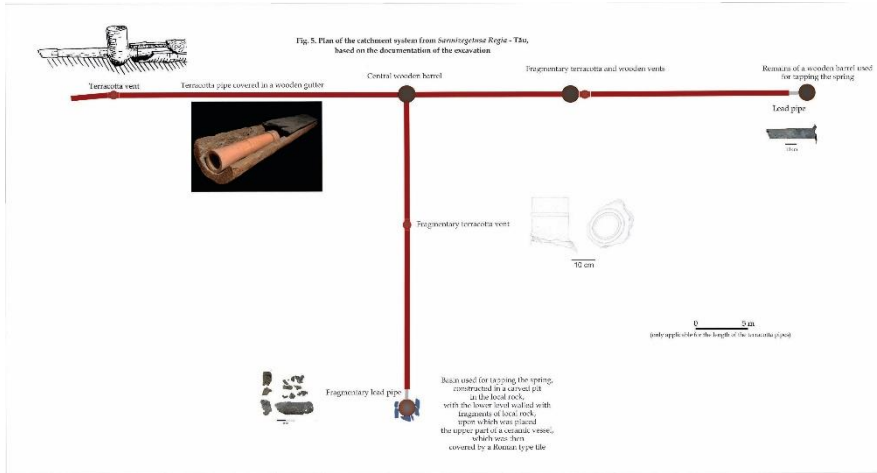 Fig. 5. Plan of the catchment system from Sarmizegetusa Regia - Tău,
based on the documentation of the excavation
Terracotta vent
Terracotta pipe covered in a wooden gutter
Central wooden barrel
Fragmentary terracotta and wooden vents
Remains of a wooden barrel used
for tapping the spring
Lead pipe
Fragmentary terracotta vent
10 cm
0 5 m
(only applicable for the length of the terracotta pipes)
Fragmentary lead pipe
Basin used for tapping the spring,
constructed in a carved pit
in the local rock,
with the lower level walled with
fragments of local rock,
upon which was placed
the upper part of a ceramic vessel,
which was then
covered by a Roman type tile